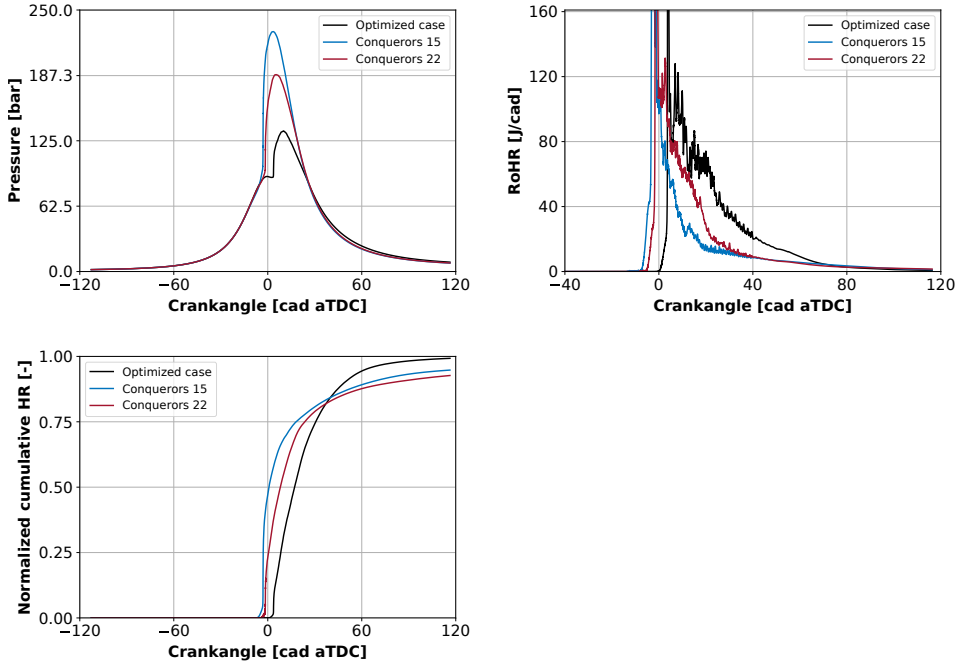 250.0
187.3
125.0
62.5
0.0
Pressure [bar]
Optimized case
Conquerors 15
Conquerors 22
−120
−60
0
60
120
Crankangle [cad aTDC]
160
120
80
40
0
RoHR [J/cad]
Optimized case
Conquerors 15
Conquerors 22
−40
0
40
80
120
Crankangle [cad aTDC]
1.00
0.75
0.50
0.25
0.00
Normalized cumulative HR [-]
Optimized case
Conquerors 15
Conquerors 22
−120
−60
0
60
120
Crankangle [cad aTDC]